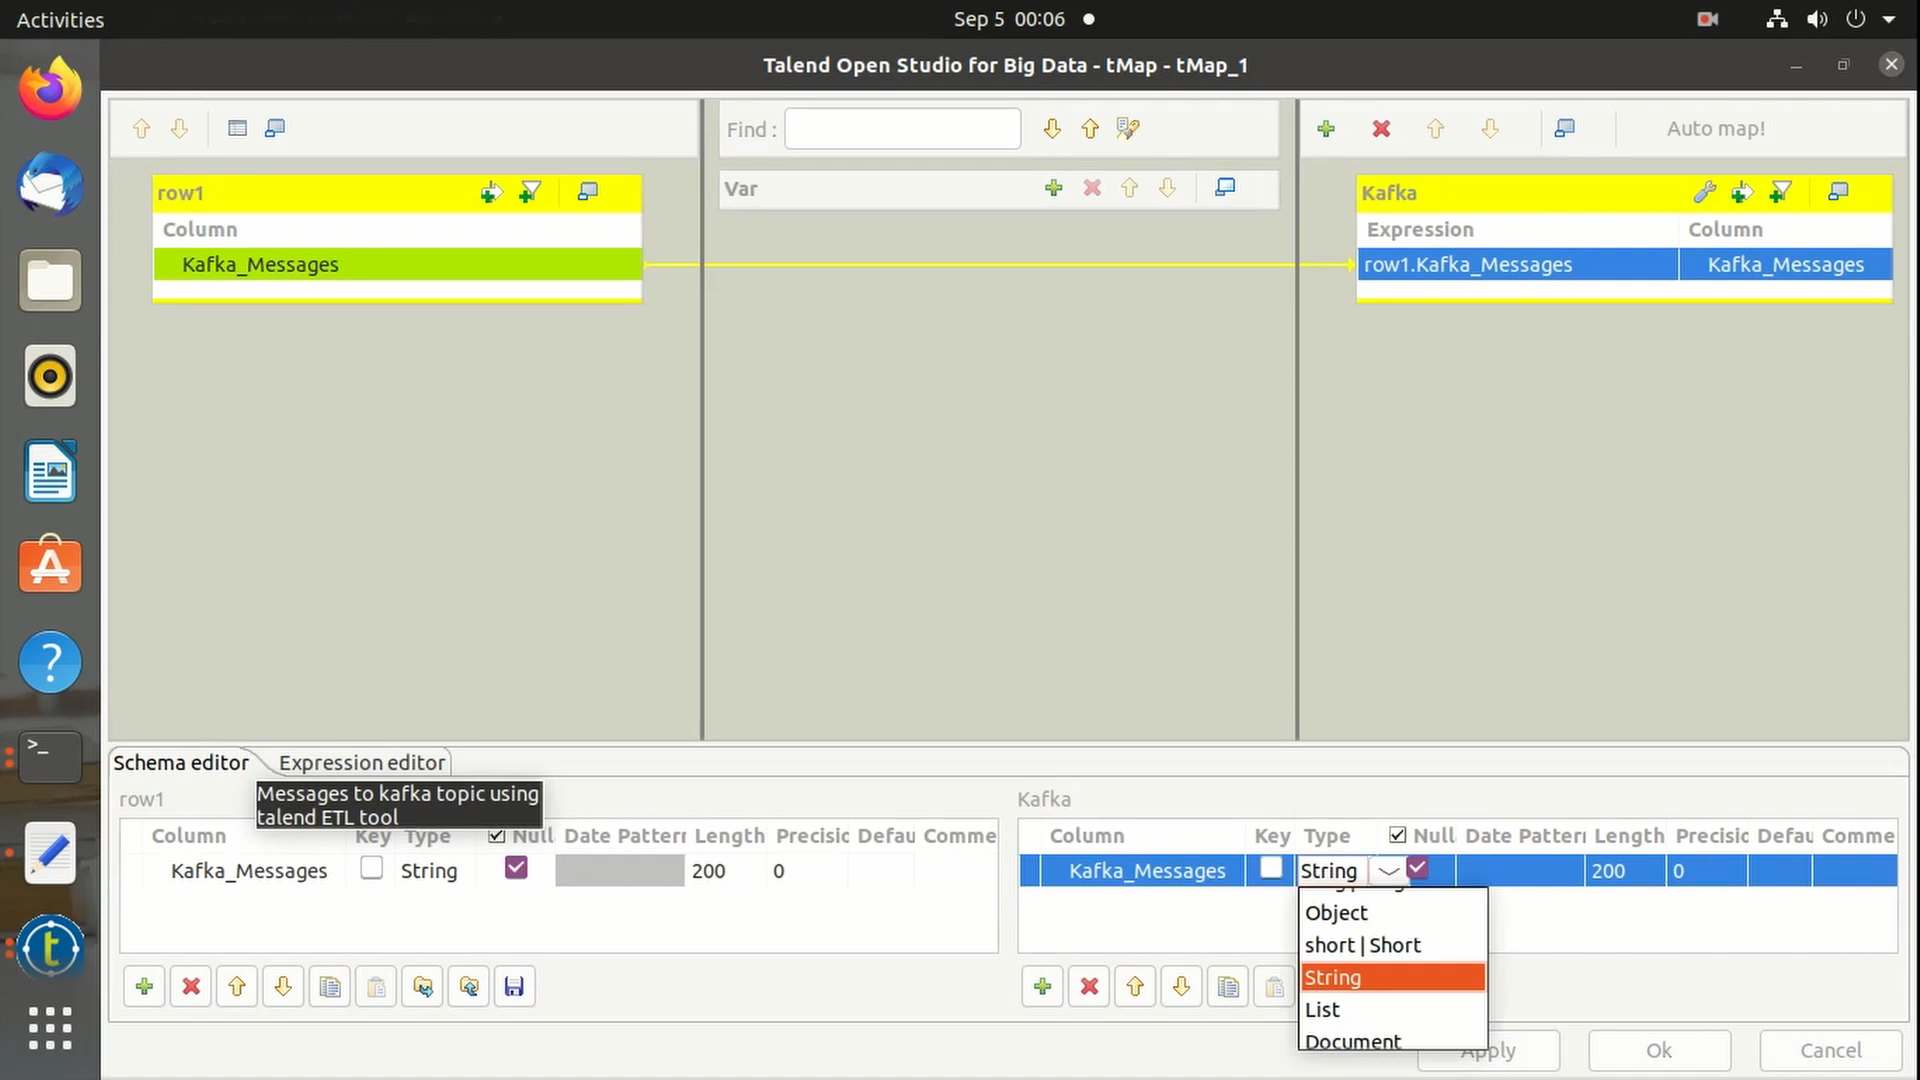 Activities
Sep 5 00:06
Talend Open Studio for Big Data - tMap - tMap_1
Find :
Auto map!
row1
Var
Kafka
Column
Expression Column
Kafka_Messages
row1.Kafka_Messages Kafka_Messages
Schema editor
Expression editor
row1
Messages to kafka topic using
talend ETL tool
Column Key Type Null Date Patterr Length Precisic Defau Comme
Kafka_Messages String 200 0
Kafka
Column Key Type Null Date Patterr Length Precisic Defau Comme
Kafka_Messages String 200 0
Object
short | Short
String
List
Document
Apply
Ok
Cancel